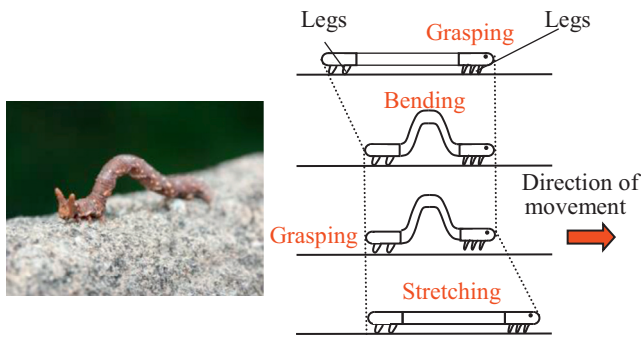 Legs
Legs
Grasping
Bending
Direction of
movement
Grasping
Stretching